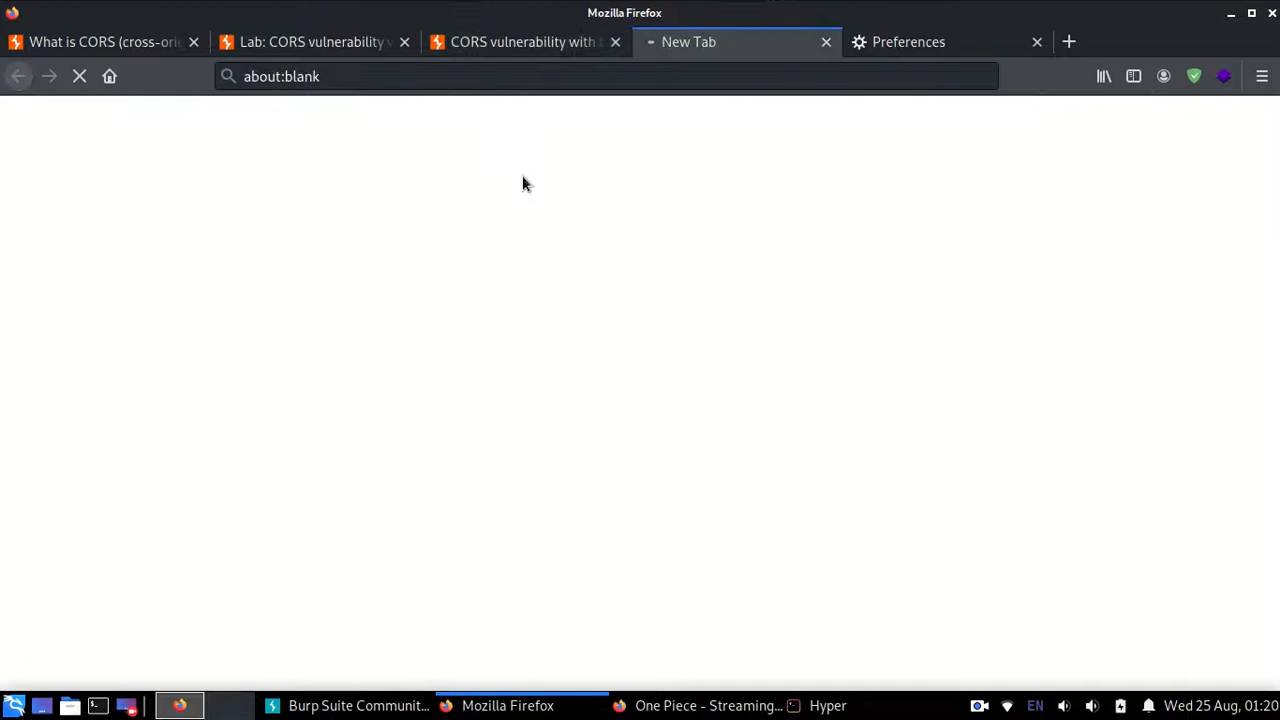 Mozilla Firefox
What is CORS (cross-ori
Lab: CORS vulnerability
CORS vulnerability with
New Tab
Preferences
about:blank
Burp Suite Communit...
Mozilla Firefox
One Piece - Streaming...
Hyper
EN
Wed 25 Aug, 01:20